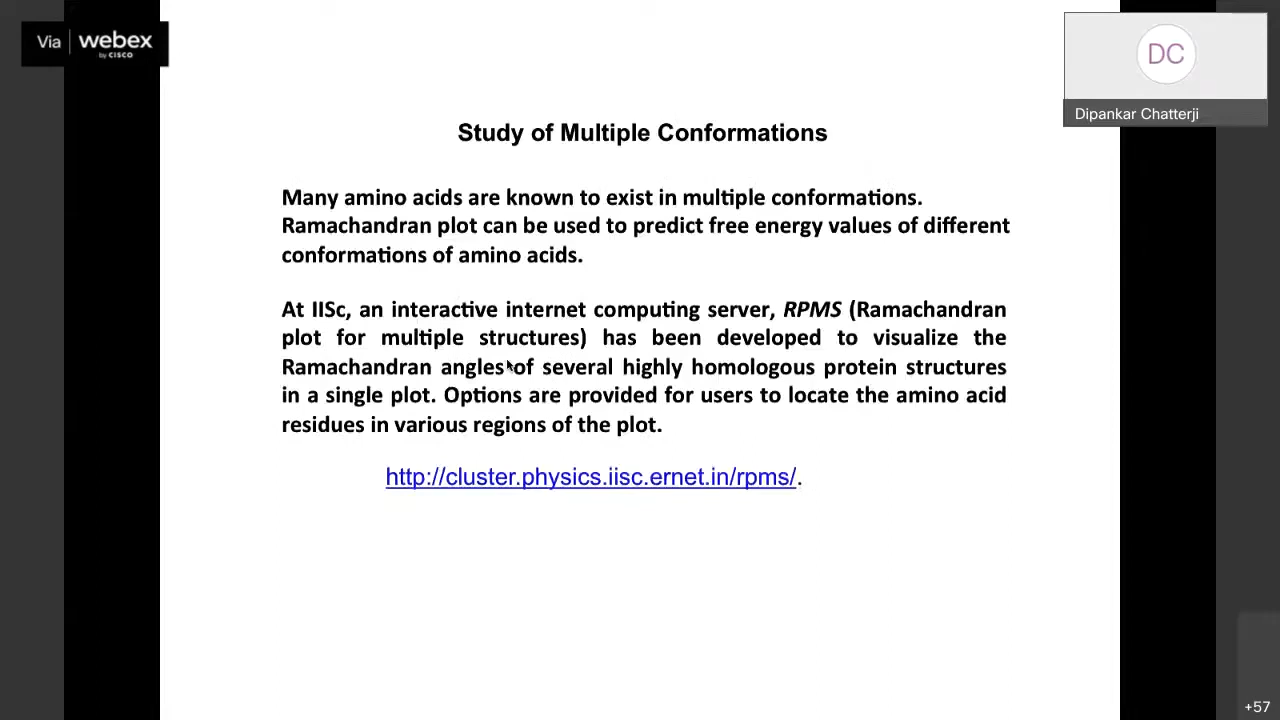 Via webex
by CISCO
DC
Dipankar Chatterji
Study of Multiple Conformations
Many amino acids are known to exist in multiple conformations.
Ramachandran plot can be used to predict free energy values of different
conformations of amino acids.
At IISc, an interactive internet computing server, RPMS (Ramachandran
plot for multiple structures) has been developed to visualize the
Ramachandran angles of several highly homologous protein structures
in a single plot. Options are provided for users to locate the amino acid
residues in various regions of the plot.
http://cluster.physics.iisc.ernet.in/rpms/.
+57